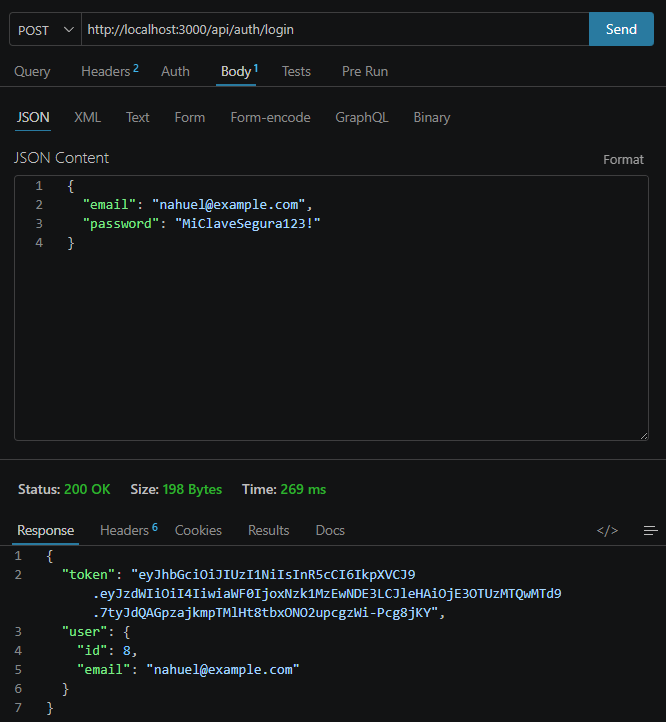 POST http://localhost:3000/api/auth/login Send
Query Headers 2 Auth Body 1 Tests Pre Run
JSON XML Text Form Form-encode GraphQL Binary
JSON Content Format
1 {
2 "email": "nahuel@example.com",
3 "password": "MiClaveSegura123!"
4 }
Status: 200 OK Size: 198 Bytes Time: 269 ms
Response Headers 6 Cookies Results Docs </>
1 {
2 "token": "eyJhbGciOiJIUzI1NiIsInR5cCI6IkpXVCJ9
.eyJzdWIiOiI4IiwiaWF0IjoxNzk1MzEwNDE3LCJleHAiOjE3OTUzMTQwMTd9
.7tyJdQAGpzajkmpTMlHt8tbxONO2upcgzWi-Pcg8jKY",
3 "user": {
4 "id": 8,
5 "email": "nahuel@example.com"
6 }
7 }